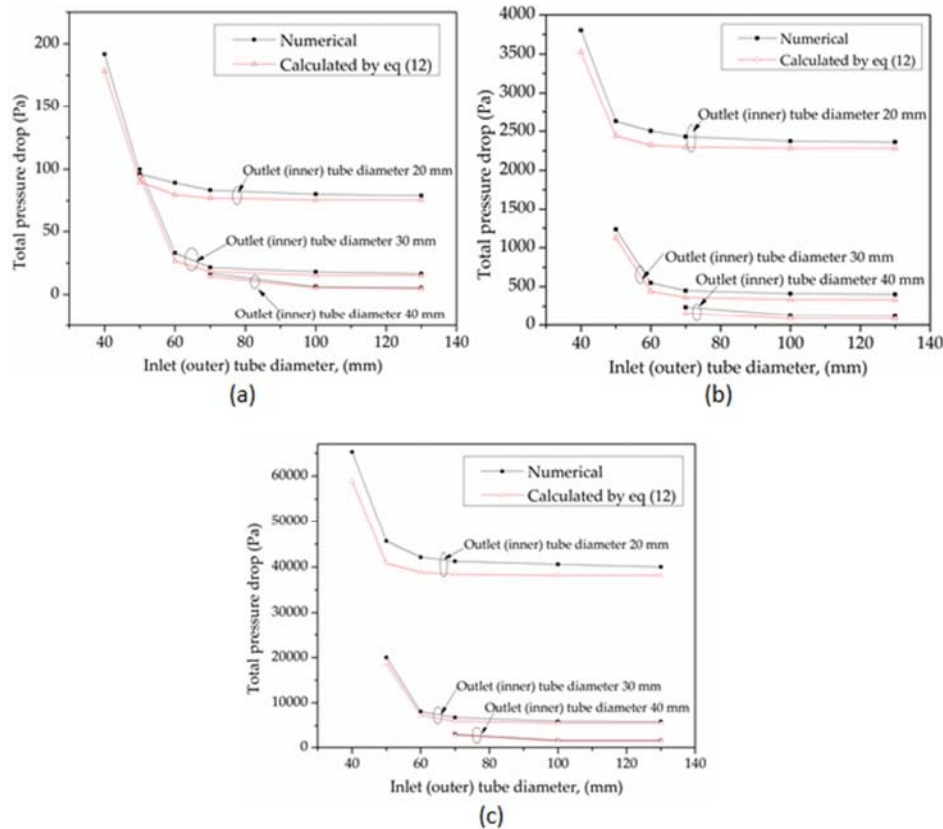 Numerical
Calculated by eq (12)
Outlet (inner) tube diameter 20 mm
Outlet (inner) tube diameter 30 mm
Outlet (inner) tube diameter 40 mm
Total pressure drop (Pa)
200
150
100
50
0
40 60 80 100 120 140
Inlet (outer) tube diameter, (mm)
(a)
Numerical
Calculated by eq (12)
Outlet (inner) tube diameter 20 mm
Outlet (inner) tube diameter 30 mm
Outlet (inner) tube diameter 40 mm
Total pressure drop (Pa)
4000
3500
3000
2500
2000
1500
1000
500
0
40 60 80 100 120 140
Inlet (outer) tube diameter, (mm)
(b)
Numerical
Calculated by eq (12)
Outlet (inner) tube diameter 20 mm
Outlet (inner) tube diameter 30 mm
Outlet (inner) tube diameter 40 mm
Total pressure drop (Pa)
60000
50000
40000
30000
20000
10000
0
40 60 80 100 120 140
Inlet (outer) tube diameter, (mm)
(c)